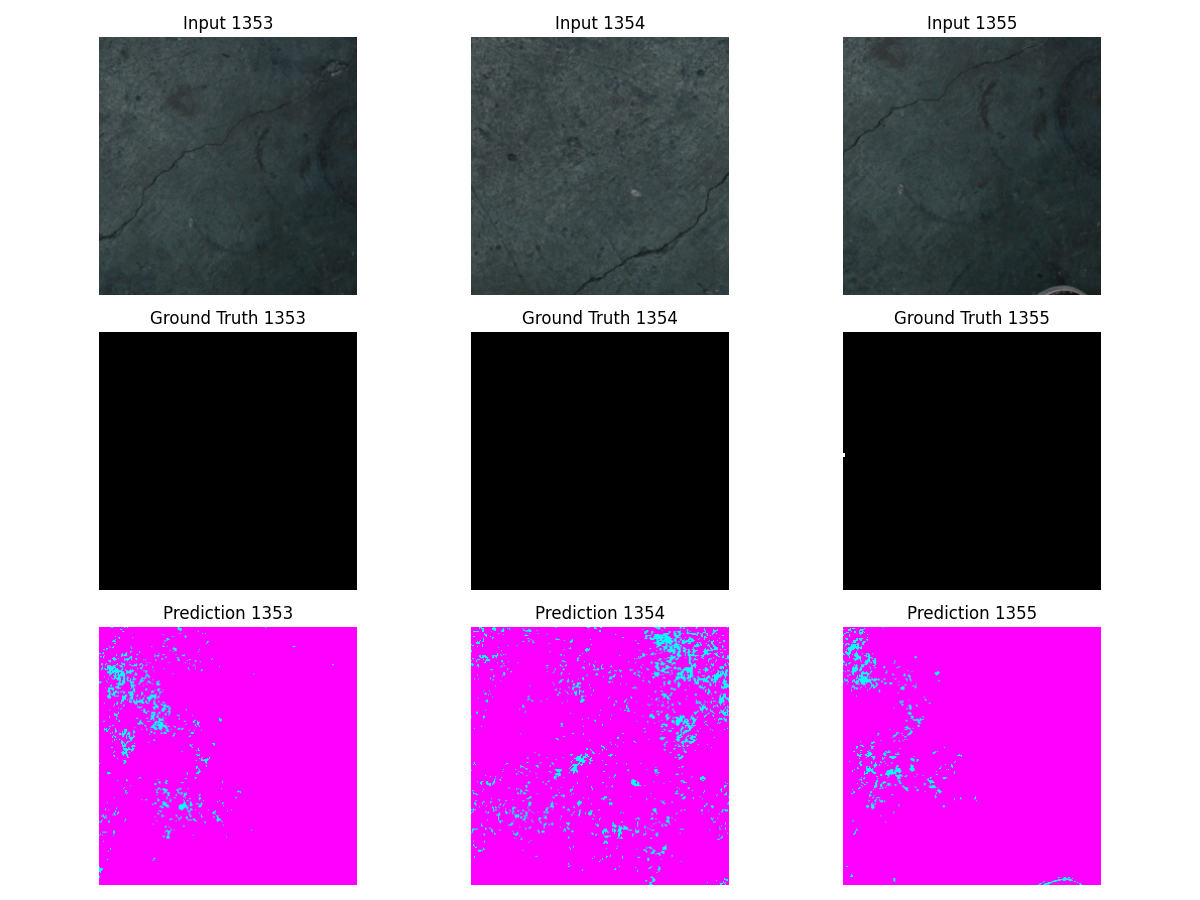 Input 1353
Input 1354
Input 1355
Ground Truth 1353
Ground Truth 1354
Ground Truth 1355
Prediction 1353
Prediction 1354
Prediction 1355